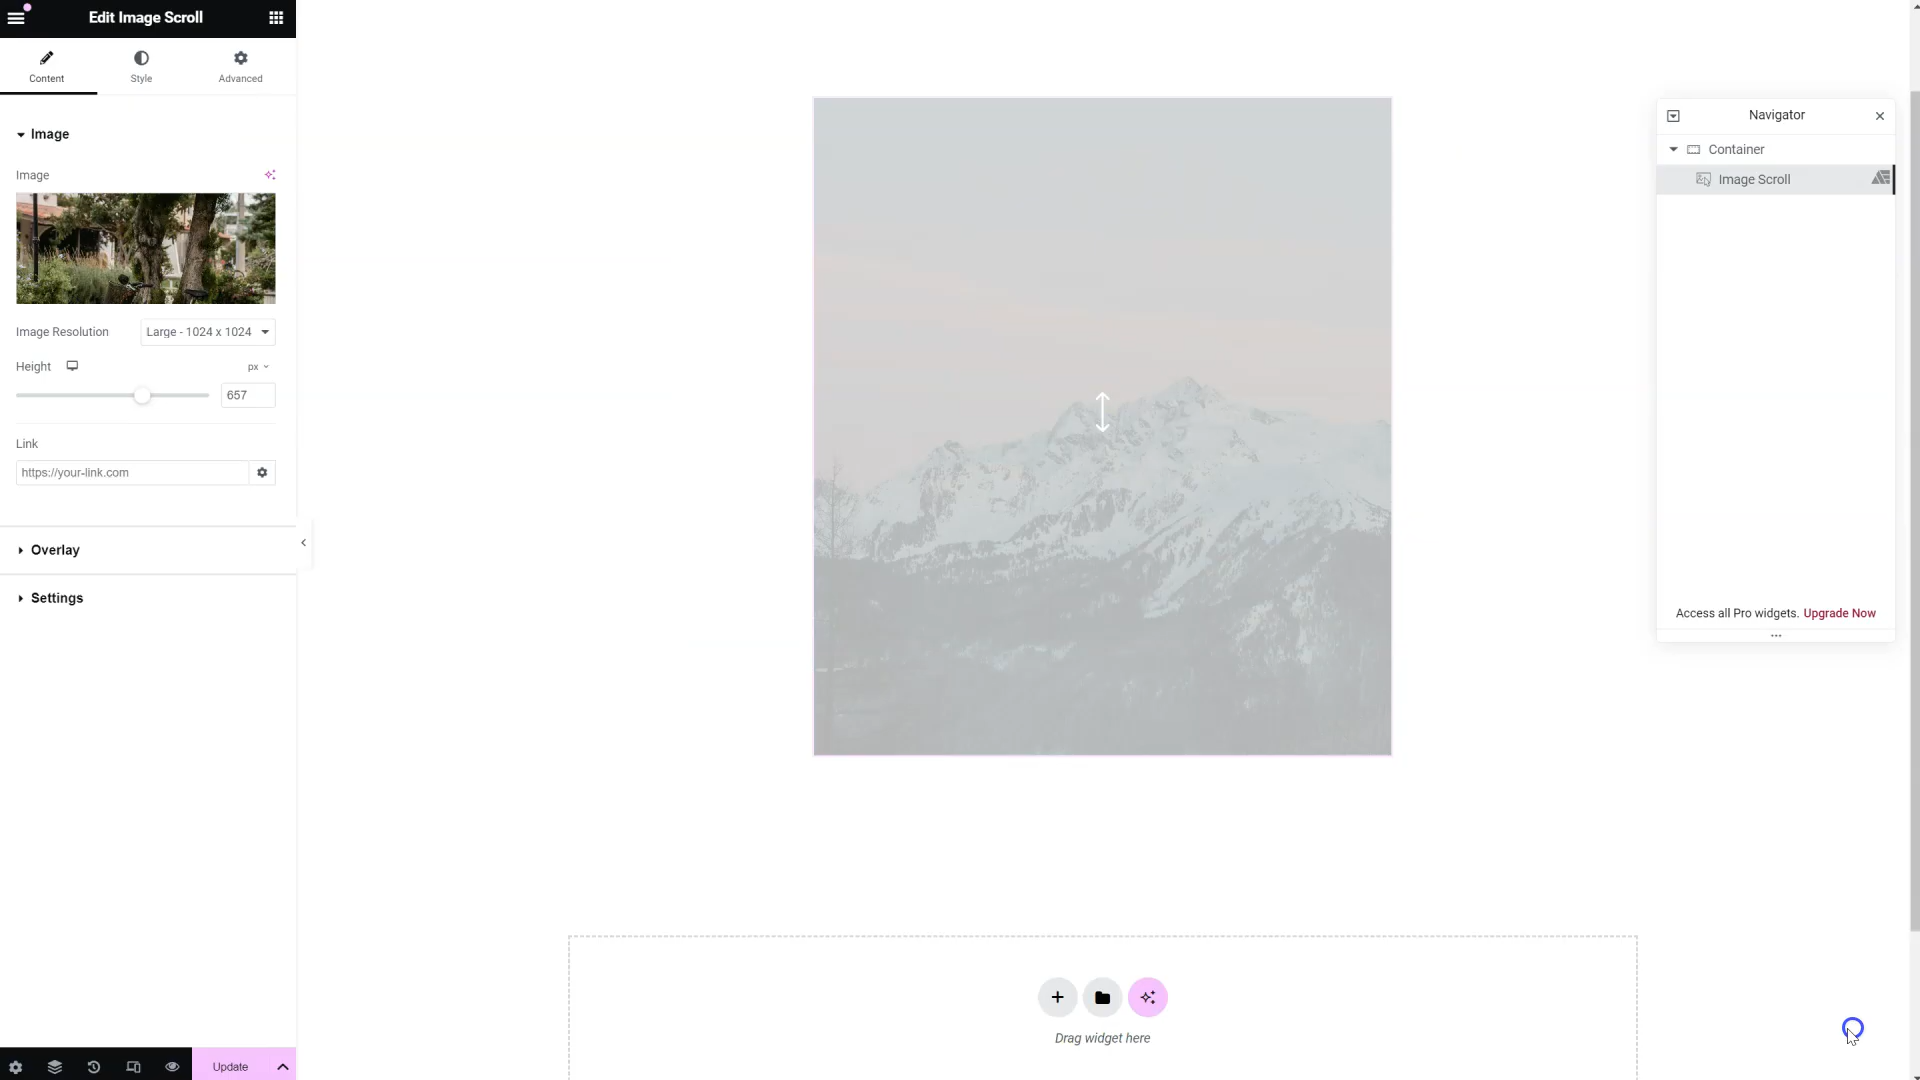 Edit Image Scroll
Content
Style
Advanced
Image
Image
Image Resolution
Large - 1024 x 1024
Height
px
657
Link
https://your-link.com
Overlay
Settings
Update
Drag widget here
Navigator
Container
Image Scroll
Access all Pro widgets. Upgrade Now